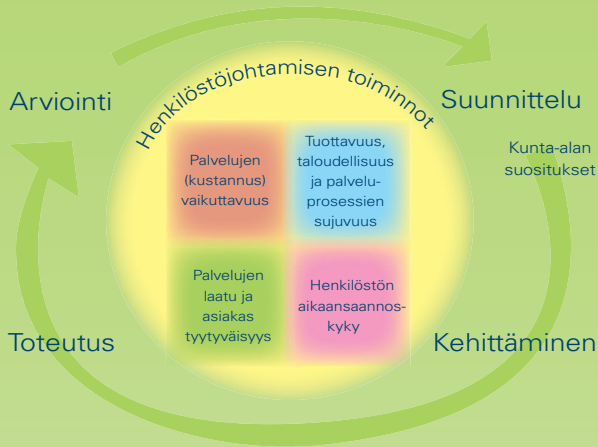 Henkilöstöjohtamisen toiminnot
Arviointi
Suunnittelu
Kunta-alan
suositukset
Palvelujen
(kustannus)
vaikuttavuus
Tuottavuus,
taloudellisuus
ja palvelu-
prosessien
sujuvuus
Palvelujen
laatu ja
asiakas
tyytyväisyys
Henkilöstön
aikaansaannos-
kyky
Toteutus
Kehittäminen